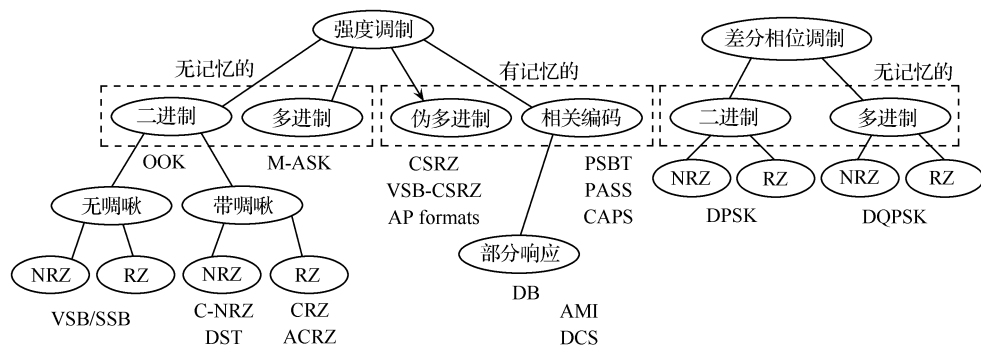 强度调制
差分相位调制
无记忆的
有记忆的
无记忆的
二进制
多进制
伪多进制
相关编码
二进制
多进制
OOK
M-ASK
CSRZ
VSB-CSRZ
AP formats
PSBT
PASS
CAPS
NRZ
RZ
NRZ
RZ
DPSK
DQPSK
无啁啾
带啁啾
部分响应
NRZ
RZ
NRZ
RZ
VSB/SSB
C-NRZ
DST
CRZ
ACRZ
DB
AMI
DCS